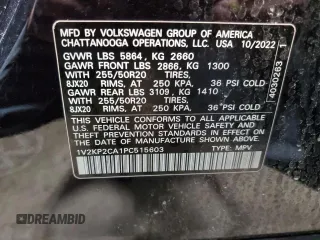 MFD BY VOLKSWAGEN GROUP OF AMERICA
CHATTANOOGA OPERATIONS, LLC. USA 10/2022
GVWR LBS 5864, KG 2660
GAWR FRONT LBS 2866, KG 1300
WITH 255/50R20 TIRES,
8JX20 RIMS, AT 250 KPA, 36 PSI COLD
GAWR REAR LBS 3109, KG 1410
WITH 255/50R20 TIRES,
8JX20 RIMS, AT 250 KPA, 36 PSI COLD
THIS VEHICLE CONFORMS TO ALL APPLICABLE
U.S. FEDERAL MOTOR VEHICLE SAFETY STANDARDS
IN EFFECT ON THE DATE OF MANUFACTURE SHOWN
ABOVE.
1V2KP2CA1PC515603 TYPE: MPV
4030263 1